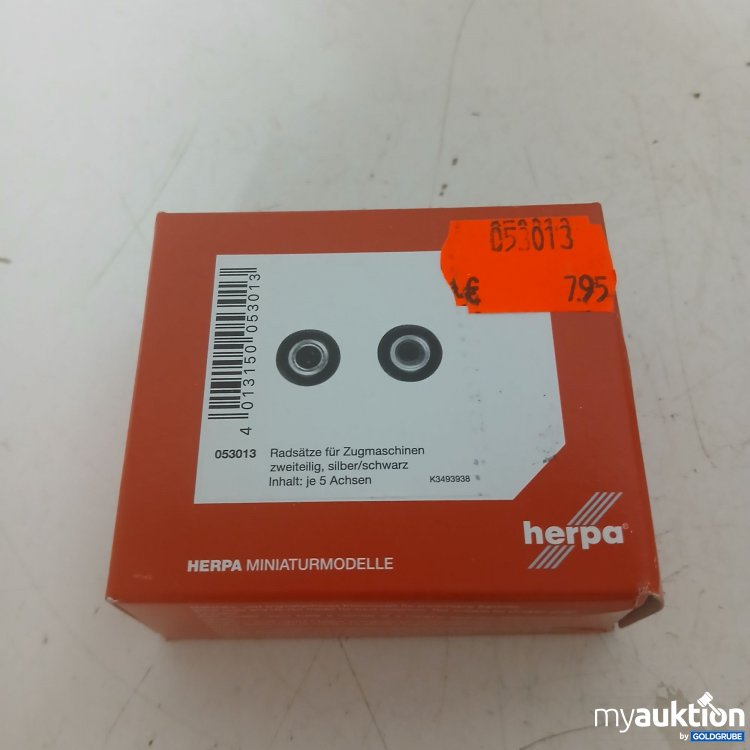 053013
€ 7.95
4 013150 053013
053013 Radsätze für Zugmaschinen
zweiteilig, silber/schwarz
Inhalt: je 5 Achsen K3493938
herpa®
HERPA MINIATURMODELLE
myauktion
by GOLDGRUBE